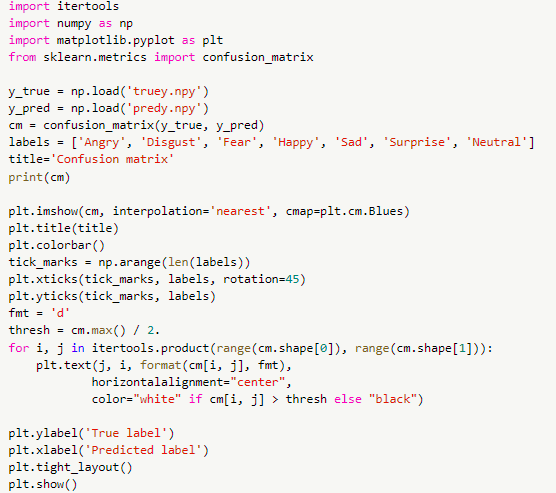 import itertools
import numpy as np
import matplotlib.pyplot as plt
from sklearn.metrics import confusion_matrix

y_true = np.load('truey.npy')
y_pred = np.load('predy.npy')
cm = confusion_matrix(y_true, y_pred)
labels = ['Angry', 'Disgust', 'Fear', 'Happy', 'Sad', 'Surprise', 'Neutral']
title='Confusion matrix'
print(cm)

plt.imshow(cm, interpolation='nearest', cmap=plt.cm.Blues)
plt.title(title)
plt.colorbar()
tick_marks = np.arange(len(labels))
plt.xticks(tick_marks, labels, rotation=45)
plt.yticks(tick_marks, labels)
fmt = 'd'
thresh = cm.max() / 2.
for i, j in itertools.product(range(cm.shape[0]), range(cm.shape[1])):
    plt.text(j, i, format(cm[i, j], fmt),
            horizontalalignment="center",
            color="white" if cm[i, j] > thresh else "black")

plt.ylabel('True label')
plt.xlabel('Predicted label')
plt.tight_layout()
plt.show()